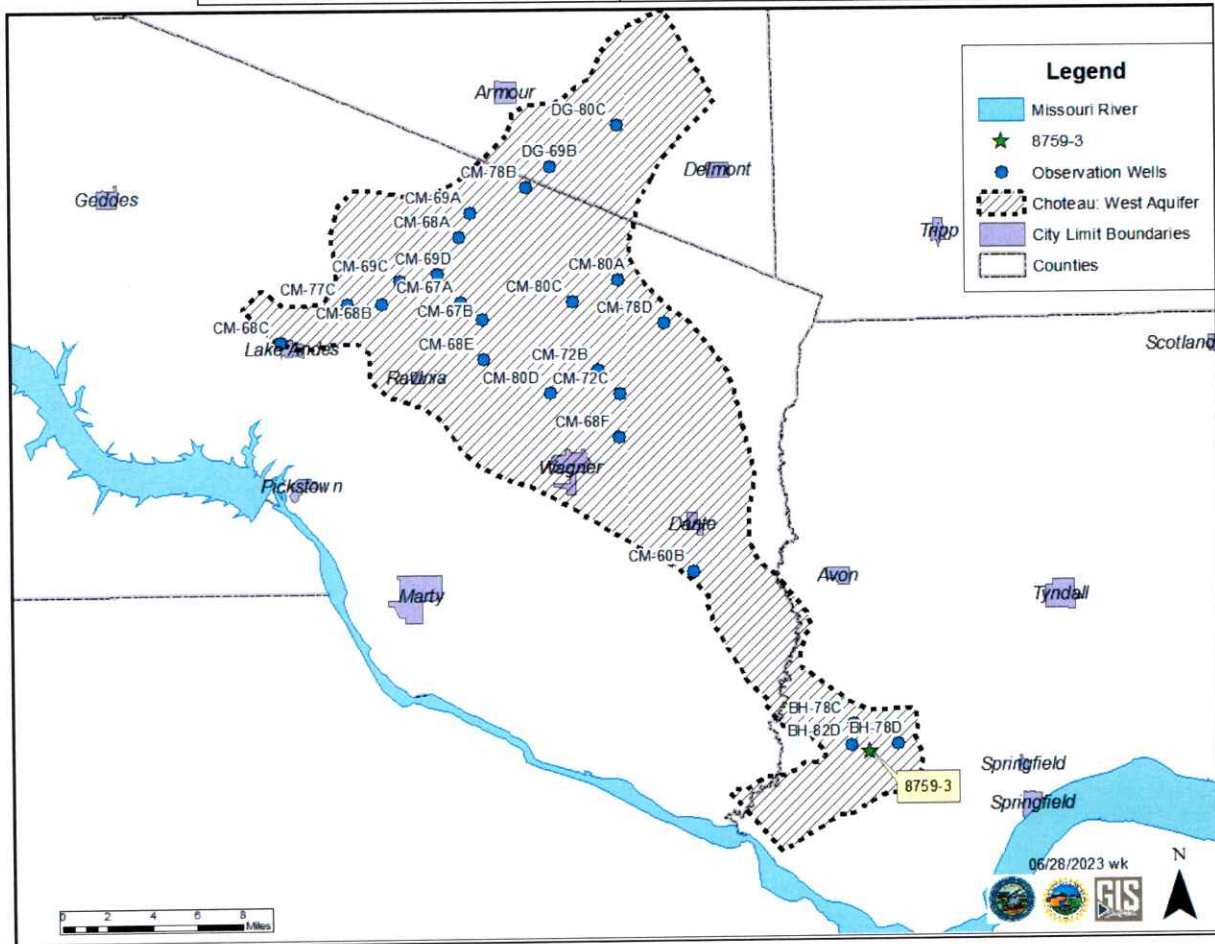 Legend
Missouri River
8759-3
Observation Wells
Choteau: West Aquifer
City Limit Boundaries
Counties
Armour
DG-80C
DG-69B
CM-78B
Delmont
Geddes
CM-69A
CM-68A
Tripp
CM-69D
CM-69C
CM-67A
CM-80A
CM-77C
CM-68B
CM-67B
CM-80C
CM-78D
CM-68C
Lake Andes
Scotland
CM-68E
CM-72B
Ravinia
CM-80D
CM-72C
CM-68F
Wagner
Pickstown
Dante
CM-60B
Avon
Marty
Tyndall
BH-78C
BH-82D
BH-78D
8759-3
Springfield
Springfield
06/28/2023 wk
N
GIS
0 2 4 6 8
Miles